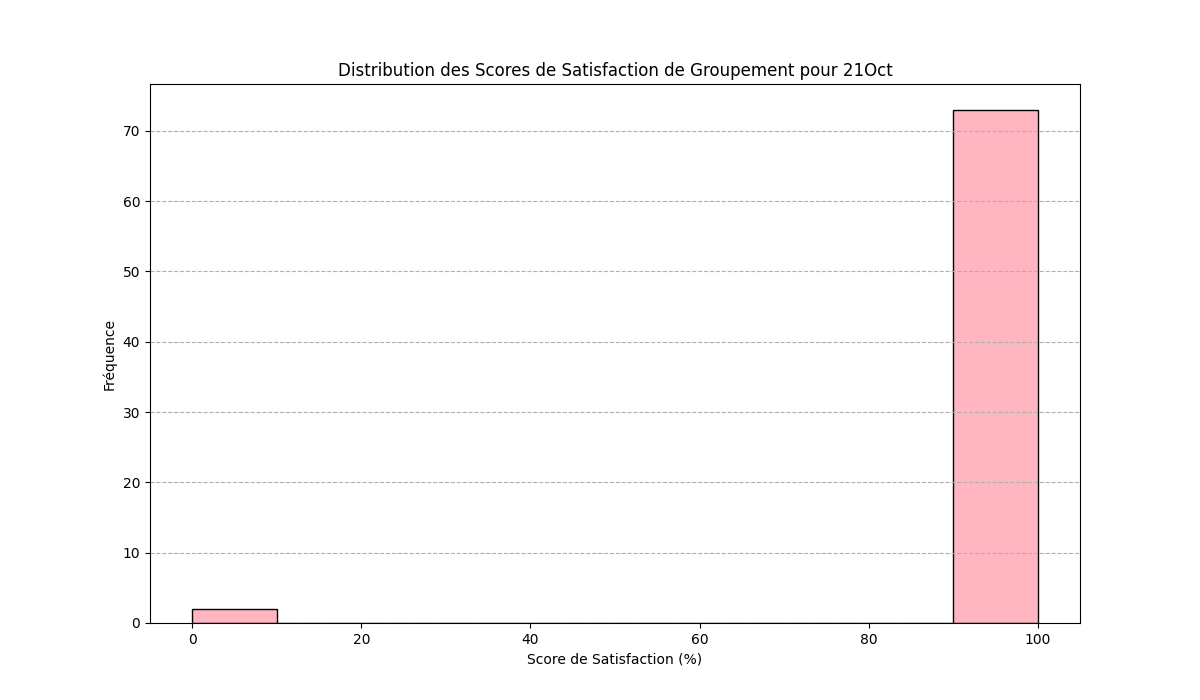 Distribution des Scores de Satisfaction de Groupement pour 21Oct
Fréquence
70
60
50
40
30
20
10
0
0 20 40 60 80 100
Score de Satisfaction (%)